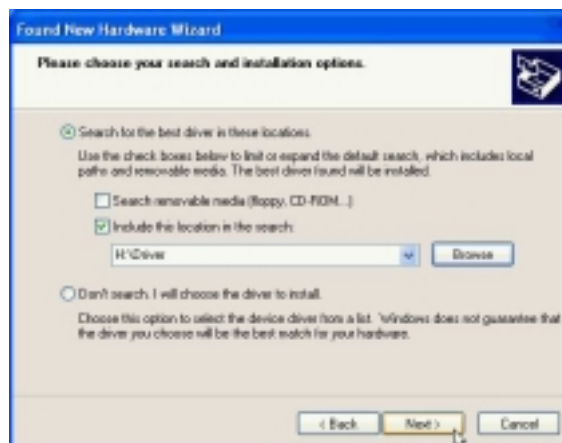 Found New Hardware Wizard
Please choose your search and installation options.
Search for the best driver in these locations.
Use the check boxes below to limit or expand the default search, which includes local
paths and removable media. The best driver found will be installed.
Search removable media (floppy, CD-ROM...)
Include this location in the search:
H:\Driver
Browse
Don't search. I will choose the driver to install.
Choose this option to select the device driver from a list. Windows does not guarantee that
the driver you choose will be the best match for your hardware.
< Back
Next >
Cancel